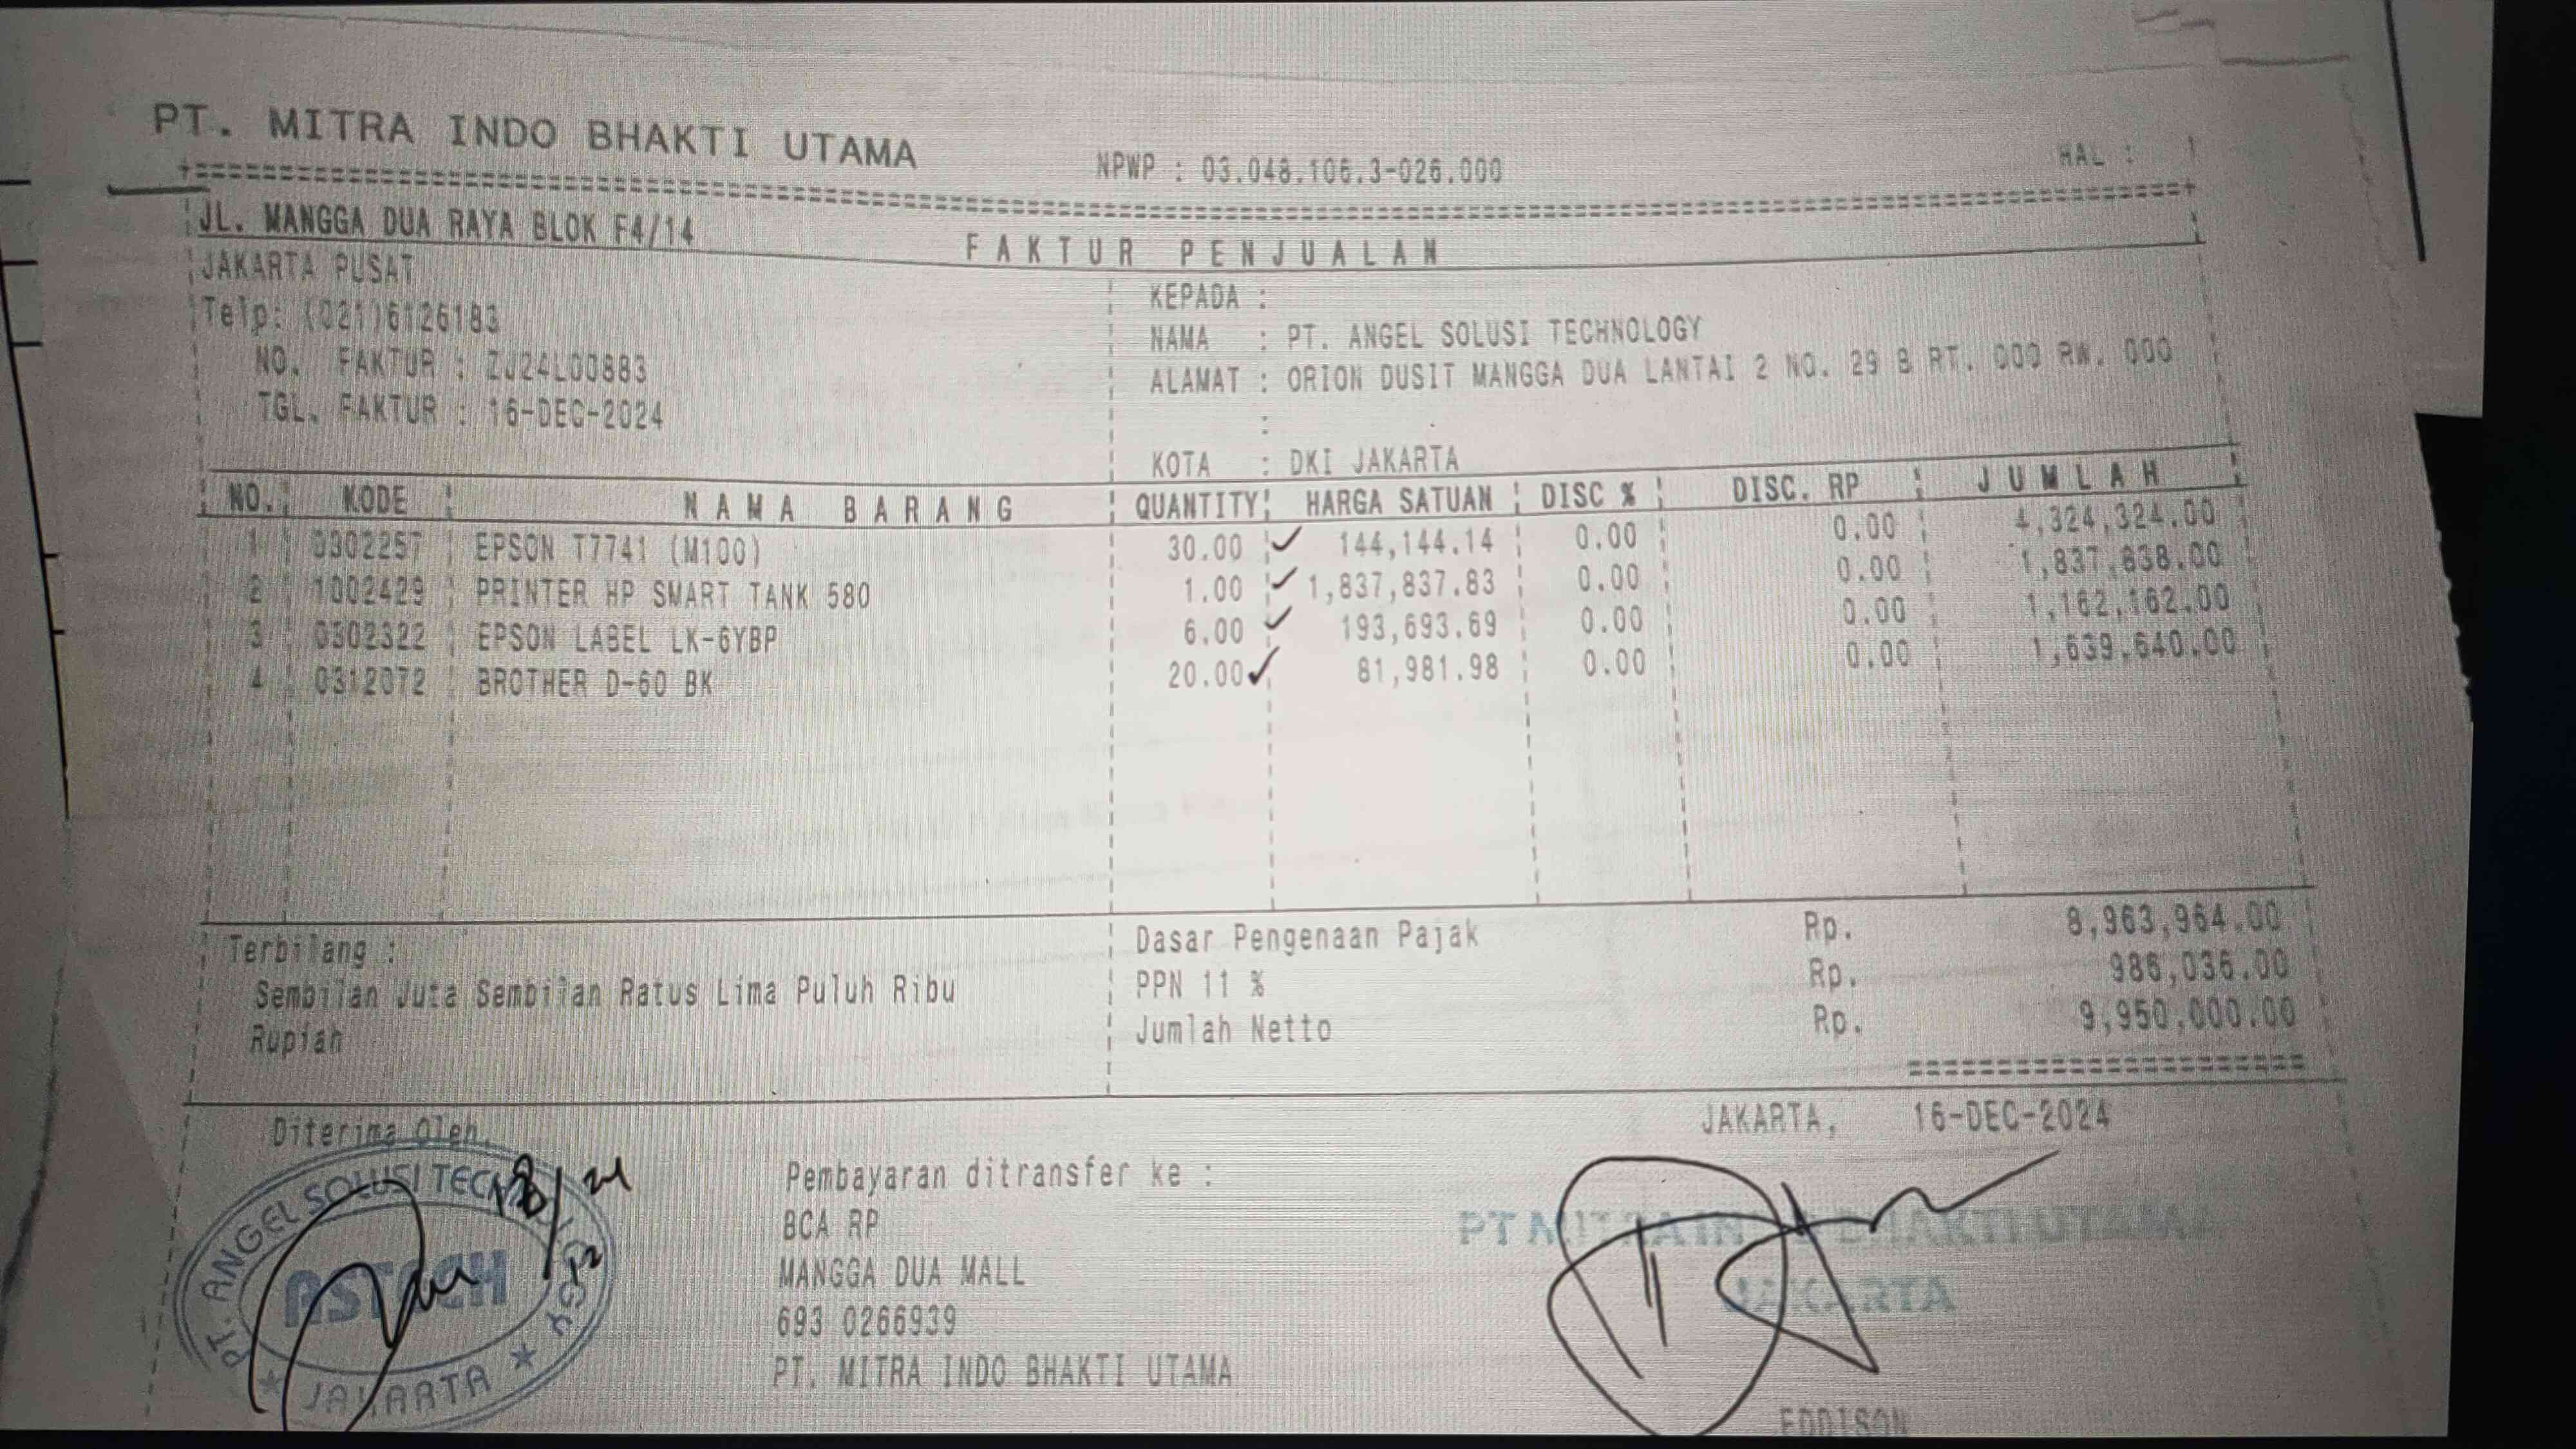 PT. MITRA INDO BHAKTI UTAMA
NPWP : 03.048.106.3-026.000
HAL : 1
JL. MANGGA DUA RAYA BLOK F4/14
FAKTUR PENJUALAN
JAKARTA PUSAT
Telp: (021)6126183
NO. FAKTUR : ZJ24L00883
TGL. FAKTUR : 16-DEC-2024
KEPADA :
NAMA : PT. ANGEL SOLUSI TECHNOLOGY
ALAMAT : ORION DUSIT MANGGA DUA LANTAI 2 NO. 29 B RT. 000 RW. 000
:
KOTA : DKI JAKARTA
NO. KODE NAMA BARANG QUANTITY HARGA SATUAN DISC % DISC. RP JUMLAH
1 0302257 EPSON T7741 (M100) 30.00 ✓ 144,144.14 0.00 0.00 4,324,324.00
2 1002429 PRINTER HP SMART TANK 580 1.00 ✓ 1,837,837.83 0.00 0.00 1,837,838.00
3 0302322 EPSON LABEL LK-6YBP 6.00 ✓ 193,693.69 0.00 0.00 1,162,162.00
4 0312072 BROTHER D-60 BK 20.00 ✓ 81,981.98 0.00 0.00 1,639,640.00
Terbilang :
Sembilan Juta Sembilan Ratus Lima Puluh Ribu
Rupiah
Dasar Pengenaan Pajak Rp. 8,963,964.00
PPN 11 % Rp. 986,036.00
Jumlah Netto Rp. 9,950,000.00
JAKARTA, 16-DEC-2024
Diterima Oleh,
PT. ANGEL SOLUSI TECHNOLOGY
ASTECH
JAKARTA
Pembayaran ditransfer ke :
BCA RP
MANGGA DUA MALL
693 0266939
PT. MITRA INDO BHAKTI UTAMA
PT MITRA INDO BHAKTI UTAMA
JAKARTA
EDDISON